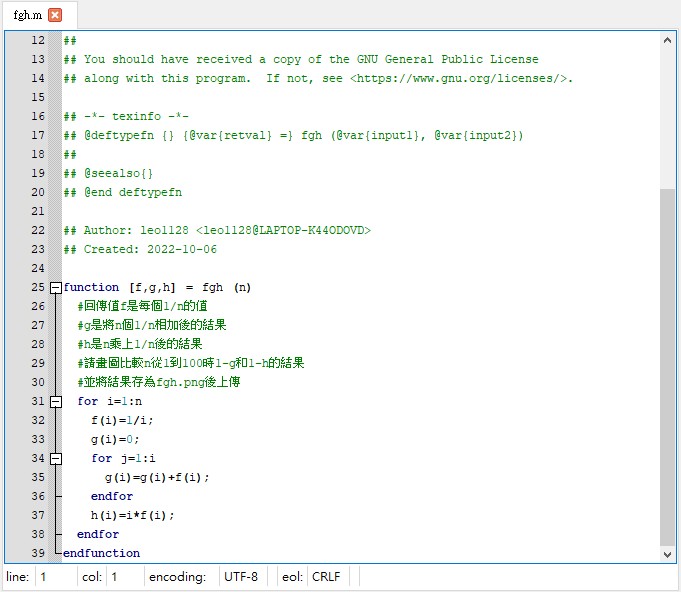 fgh.m
12 ##
13 ## You should have received a copy of the GNU General Public License
14 ## along with this program.  If not, see <https://www.gnu.org/licenses/>.
15
16 ## -*- texinfo -*-
17 ## @deftypefn {} {@var{retval} =} fgh (@var{input1}, @var{input2})
18 ##
19 ## @seealso{}
20 ## @end deftypefn
21
22 ## Author: leo1128 <leo1128@LAPTOP-K44ODOVD>
23 ## Created: 2022-10-06
24
25 function [f,g,h] = fgh (n)
26   #回傳值f是每個1/n的值
27   #g是將n個1/n相加後的結果
28   #h是n乘上1/n後的結果
29   #請畫圖比較n從1到100時1-g和1-h的結果
30   #並將結果存為fgh.png後上傳
31   for i=1:n
32     f(i)=1/i;
33     g(i)=0;
34     for j=1:i
35       g(i)=g(i)+f(i);
36     endfor
37     h(i)=i*f(i);
38   endfor
39 endfunction
line: 1 col: 1 encoding: UTF-8 eol: CRLF